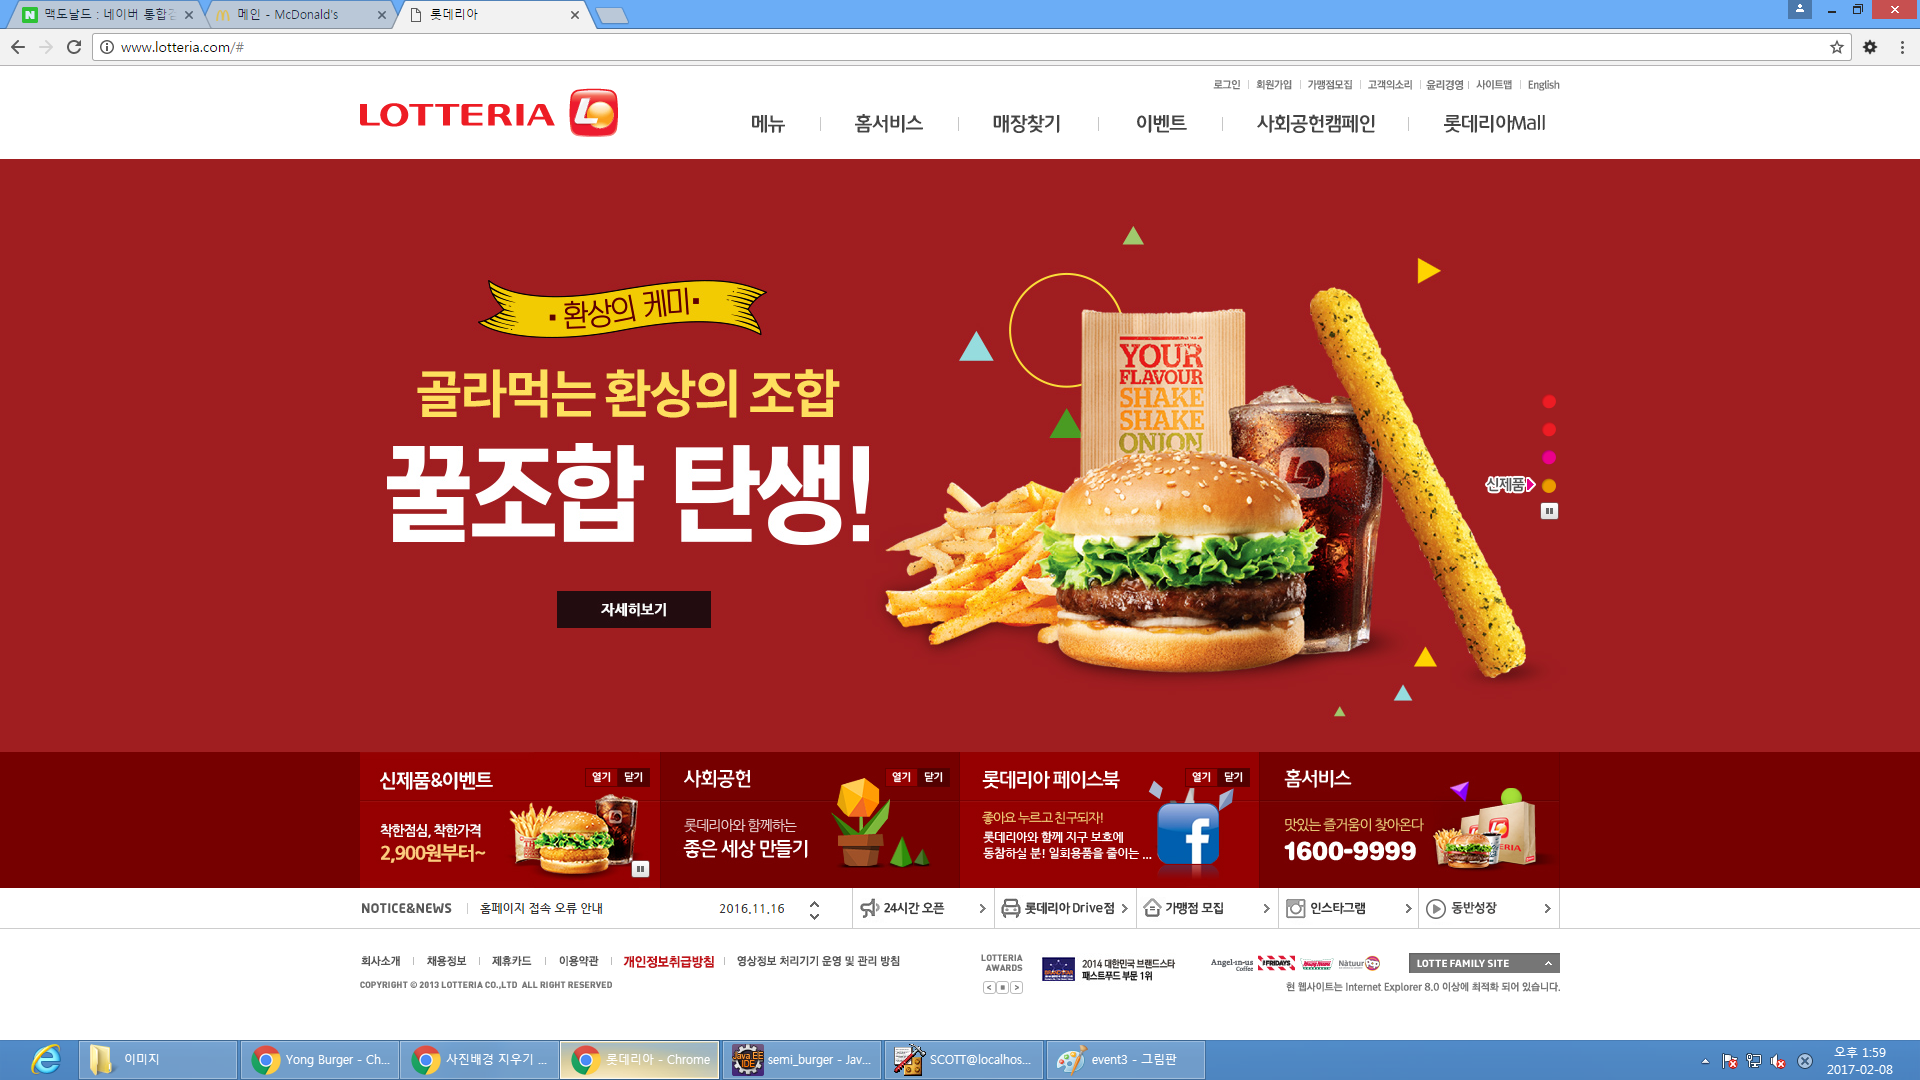 맥도날드 : 네이버 통합검
메인 - McDonald's
롯데리아
www.lotteria.com/#
로그인 회원가입 가맹점모집 고객의소리 윤리경영 사이트맵 English
LOTTERIA
메뉴 홈서비스 매장찾기 이벤트 사회공헌캠페인 롯데리아Mall
환상의 케미
골라먹는 환상의 조합
꿀조합 탄생!
자세히보기
YOUR
FLAVOUR
SHAKE
SHAKE
ONION
신제품
신제품&이벤트 열기 닫기
착한점심, 착한가격
2,900원부터~
사회공헌 열기 닫기
롯데리아와 함께하는
좋은 세상 만들기
롯데리아 페이스북 열기 닫기
좋아요 누르고 친구되자!
롯데리아와 함께 지구 보호에
동참하실 분! 일회용품을 줄이는 ...
홈서비스
맛있는 즐거움이 찾아온다
1600-9999
NOTICE&NEWS 홈페이지 접속 오류 안내 2016.11.16
24시간 오픈 롯데리아 Drive점 가맹점 모집 인스타그램 동반성장
회사소개 채용정보 제휴카드 이용약관 개인정보취급방침 영상정보 처리기기 운영 및 관리 방침
COPYRIGHT © 2013 LOTTERIA CO.,LTD ALL RIGHT RESERVED
LOTTERIA
AWARDS
2014 대한민국 브랜드스타
패스트푸드 부문 1위
Angel-in-us
Coffee
FRIDAYS
Natuur
LOTTE FAMILY SITE
현 웹사이트는 Internet Explorer 8.0 이상에 최적화 되어 있습니다.
이미지
Yong Burger - Ch...
사진배경 지우기 ...
롯데리아 - Chrome
Java EE
IDE
semi_burger - Jav...
SCOTT@localhos...
event3 - 그림판
오후 1:59
2017-02-08